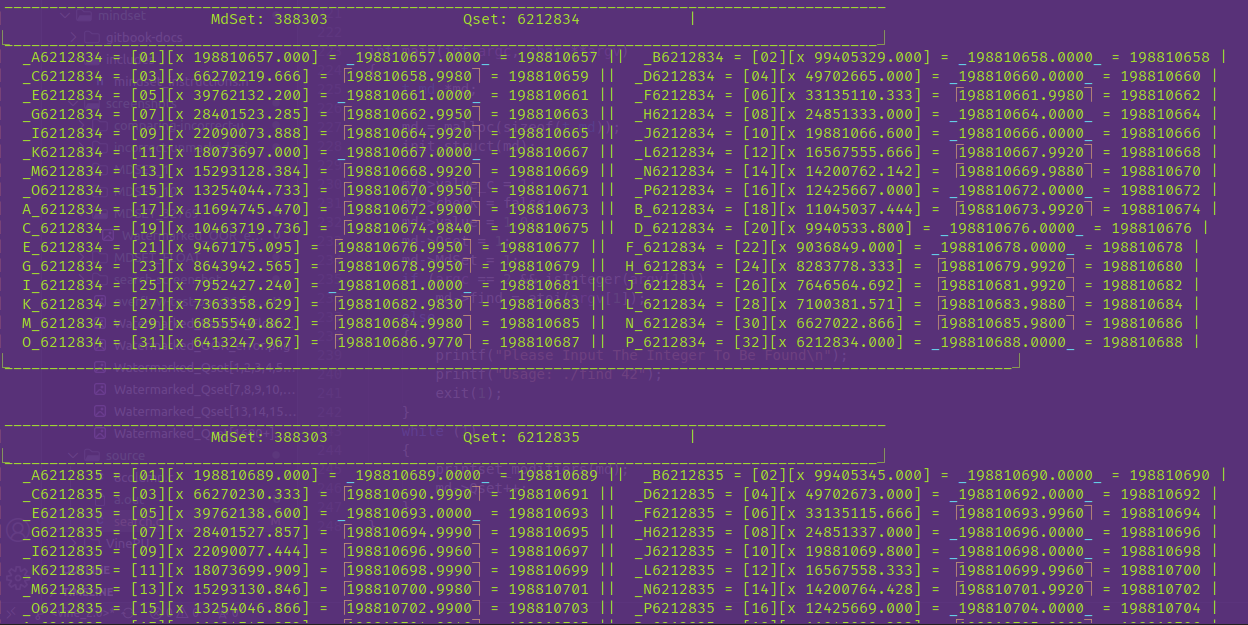 MdSet: 388303 Qset: 6212834 |
_A6212834 = [01][x 198810657.000] = _198810657.0000_ = 198810657 || _B6212834 = [02][x 99405329.000] = _198810658.0000_ = 198810658 |
_C6212834 = [03][x 66270219.666] = ⎡198810658.9980⎤ = 198810659 || _D6212834 = [04][x 49702665.000] = _198810660.0000_ = 198810660 |
_E6212834 = [05][x 39762132.200] = _198810661.0000_ = 198810661 || _F6212834 = [06][x 33135110.333] = ⎡198810661.9980⎤ = 198810662 |
_G6212834 = [07][x 28401523.285] = ⎡198810662.9950⎤ = 198810663 || _H6212834 = [08][x 24851333.000] = _198810664.0000_ = 198810664 |
_I6212834 = [09][x 22090073.888] = ⎡198810664.9920⎤ = 198810665 || _J6212834 = [10][x 19881066.600] = _198810666.0000_ = 198810666 |
_K6212834 = [11][x 18073697.000] = _198810667.0000_ = 198810667 || _L6212834 = [12][x 16567555.666] = ⎡198810667.9920⎤ = 198810668 |
_M6212834 = [13][x 15293128.384] = ⎡198810668.9920⎤ = 198810669 || _N6212834 = [14][x 14200762.142] = ⎡198810669.9880⎤ = 198810670 |
_O6212834 = [15][x 13254044.733] = ⎡198810670.9950⎤ = 198810671 || _P6212834 = [16][x 12425667.000] = _198810672.0000_ = 198810672 |
A_6212834 = [17][x 11694745.470] = ⎡198810672.9900⎤ = 198810673 || B_6212834 = [18][x 11045037.444] = ⎡198810673.9920⎤ = 198810674 |
C_6212834 = [19][x 10463719.736] = ⎡198810674.9840⎤ = 198810675 || D_6212834 = [20][x 9940533.800] = _198810676.0000_ = 198810676 |
E_6212834 = [21][x 9467175.095] = ⎡198810676.9950⎤ = 198810677 || F_6212834 = [22][x 9036849.000] = _198810678.0000_ = 198810678 |
G_6212834 = [23][x 8643942.565] = ⎡198810678.9950⎤ = 198810679 || H_6212834 = [24][x 8283778.333] = ⎡198810679.9920⎤ = 198810680 |
I_6212834 = [25][x 7952427.240] = _198810681.0000_ = 198810681 || J_6212834 = [26][x 7646564.692] = ⎡198810681.9920⎤ = 198810682 |
K_6212834 = [27][x 7363358.629] = ⎡198810682.9830⎤ = 198810683 || L_6212834 = [28][x 7100381.571] = ⎡198810683.9880⎤ = 198810684 |
M_6212834 = [29][x 6855540.862] = ⎡198810684.9980⎤ = 198810685 || N_6212834 = [30][x 6627022.866] = ⎡198810685.9800⎤ = 198810686 |
O_6212834 = [31][x 6413247.967] = ⎡198810686.9770⎤ = 198810687 || P_6212834 = [32][x 6212834.000] = _198810688.0000_ = 198810688 |
printf("Please Input The Integer To Be Found\n");
printf("Usage: ./find 42");
exit(1);
MdSet: 388303 Qset: 6212835 |
_A6212835 = [01][x 198810689.000] = _198810689.0000_ = 198810689 || _B6212835 = [02][x 99405345.000] = _198810690.0000_ = 198810690 |
_C6212835 = [03][x 66270230.333] = ⎡198810690.9990⎤ = 198810691 || _D6212835 = [04][x 49702673.000] = _198810692.0000_ = 198810692 |
_E6212835 = [05][x 39762138.600] = _198810693.0000_ = 198810693 || _F6212835 = [06][x 33135115.666] = ⎡198810693.9960⎤ = 198810694 |
_G6212835 = [07][x 28401527.857] = ⎡198810694.9990⎤ = 198810695 || _H6212835 = [08][x 24851337.000] = _198810696.0000_ = 198810696 |
_I6212835 = [09][x 22090077.444] = ⎡198810696.9960⎤ = 198810697 || _J6212835 = [10][x 19881069.800] = _198810698.0000_ = 198810698 |
_K6212835 = [11][x 18073699.909] = ⎡198810698.9990⎤ = 198810699 || _L6212835 = [12][x 16567558.333] = ⎡198810699.9960⎤ = 198810700 |
_M6212835 = [13][x 15293130.846] = ⎡198810700.9980⎤ = 198810701 || _N6212835 = [14][x 14200764.428] = ⎡198810701.9920⎤ = 198810702 |
_O6212835 = [15][x 13254046.866] = ⎡198810702.9900⎤ = 198810703 || _P6212835 = [16][x 12425669.000] = _198810704.0000_ = 198810704 |